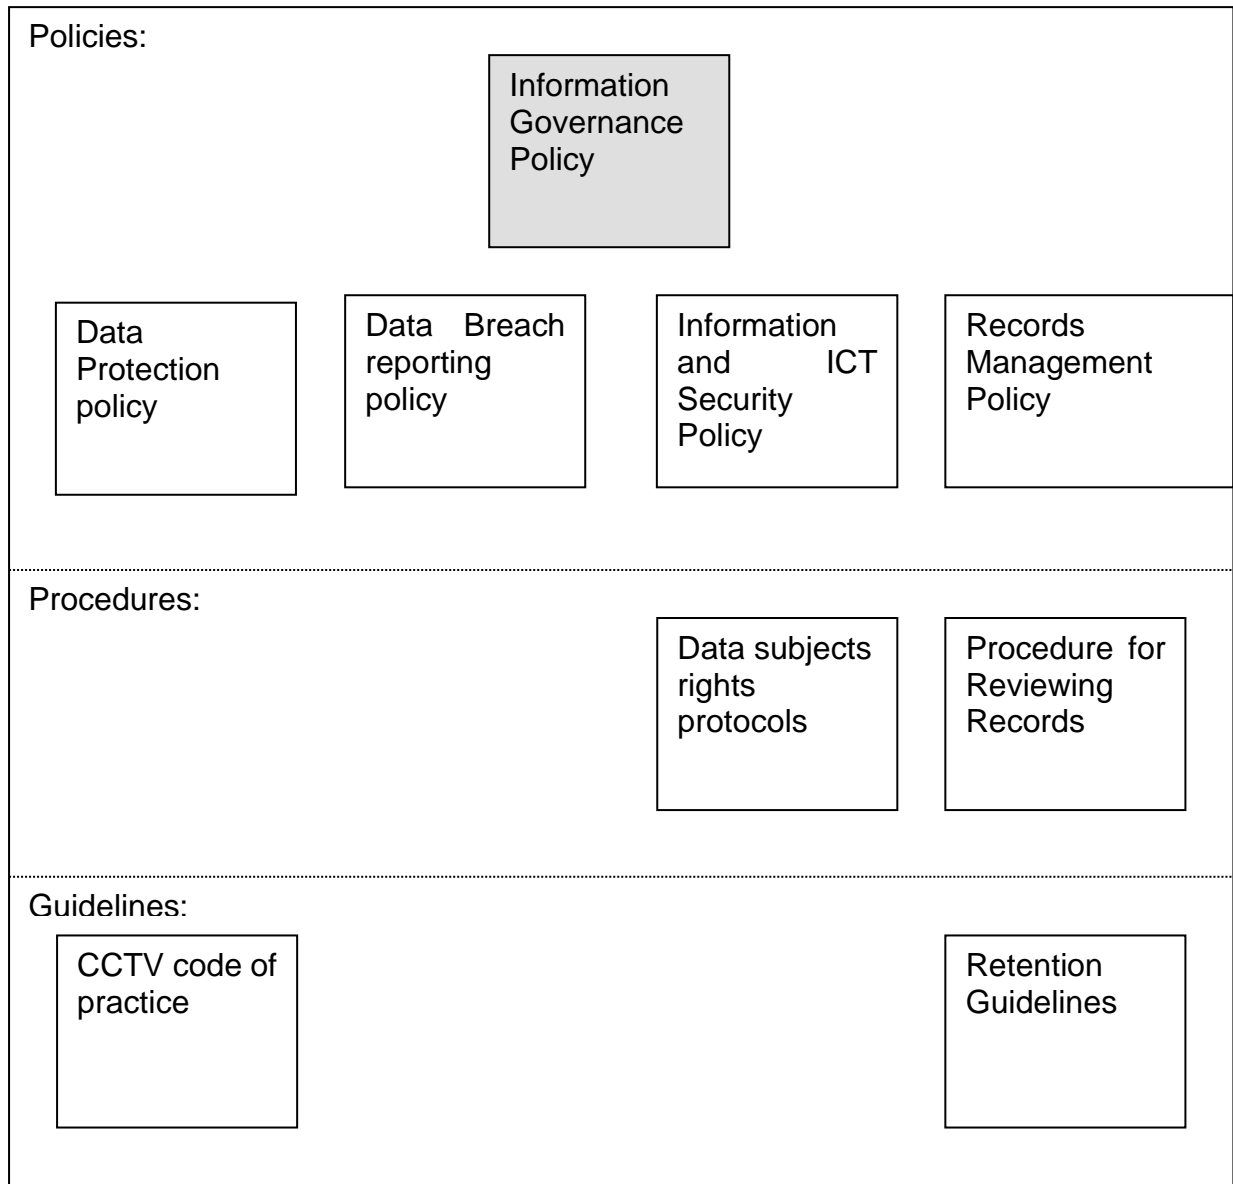 Policies:
Information
Governance
Policy
Data
Protection
policy
Data Breach
reporting
policy
Information
and ICT
Security
Policy
Records
Management
Policy
Procedures:
Data subjects
rights
protocols
Procedure for
Reviewing
Records
Guidelines:
CCTV code of
practice
Retention
Guidelines